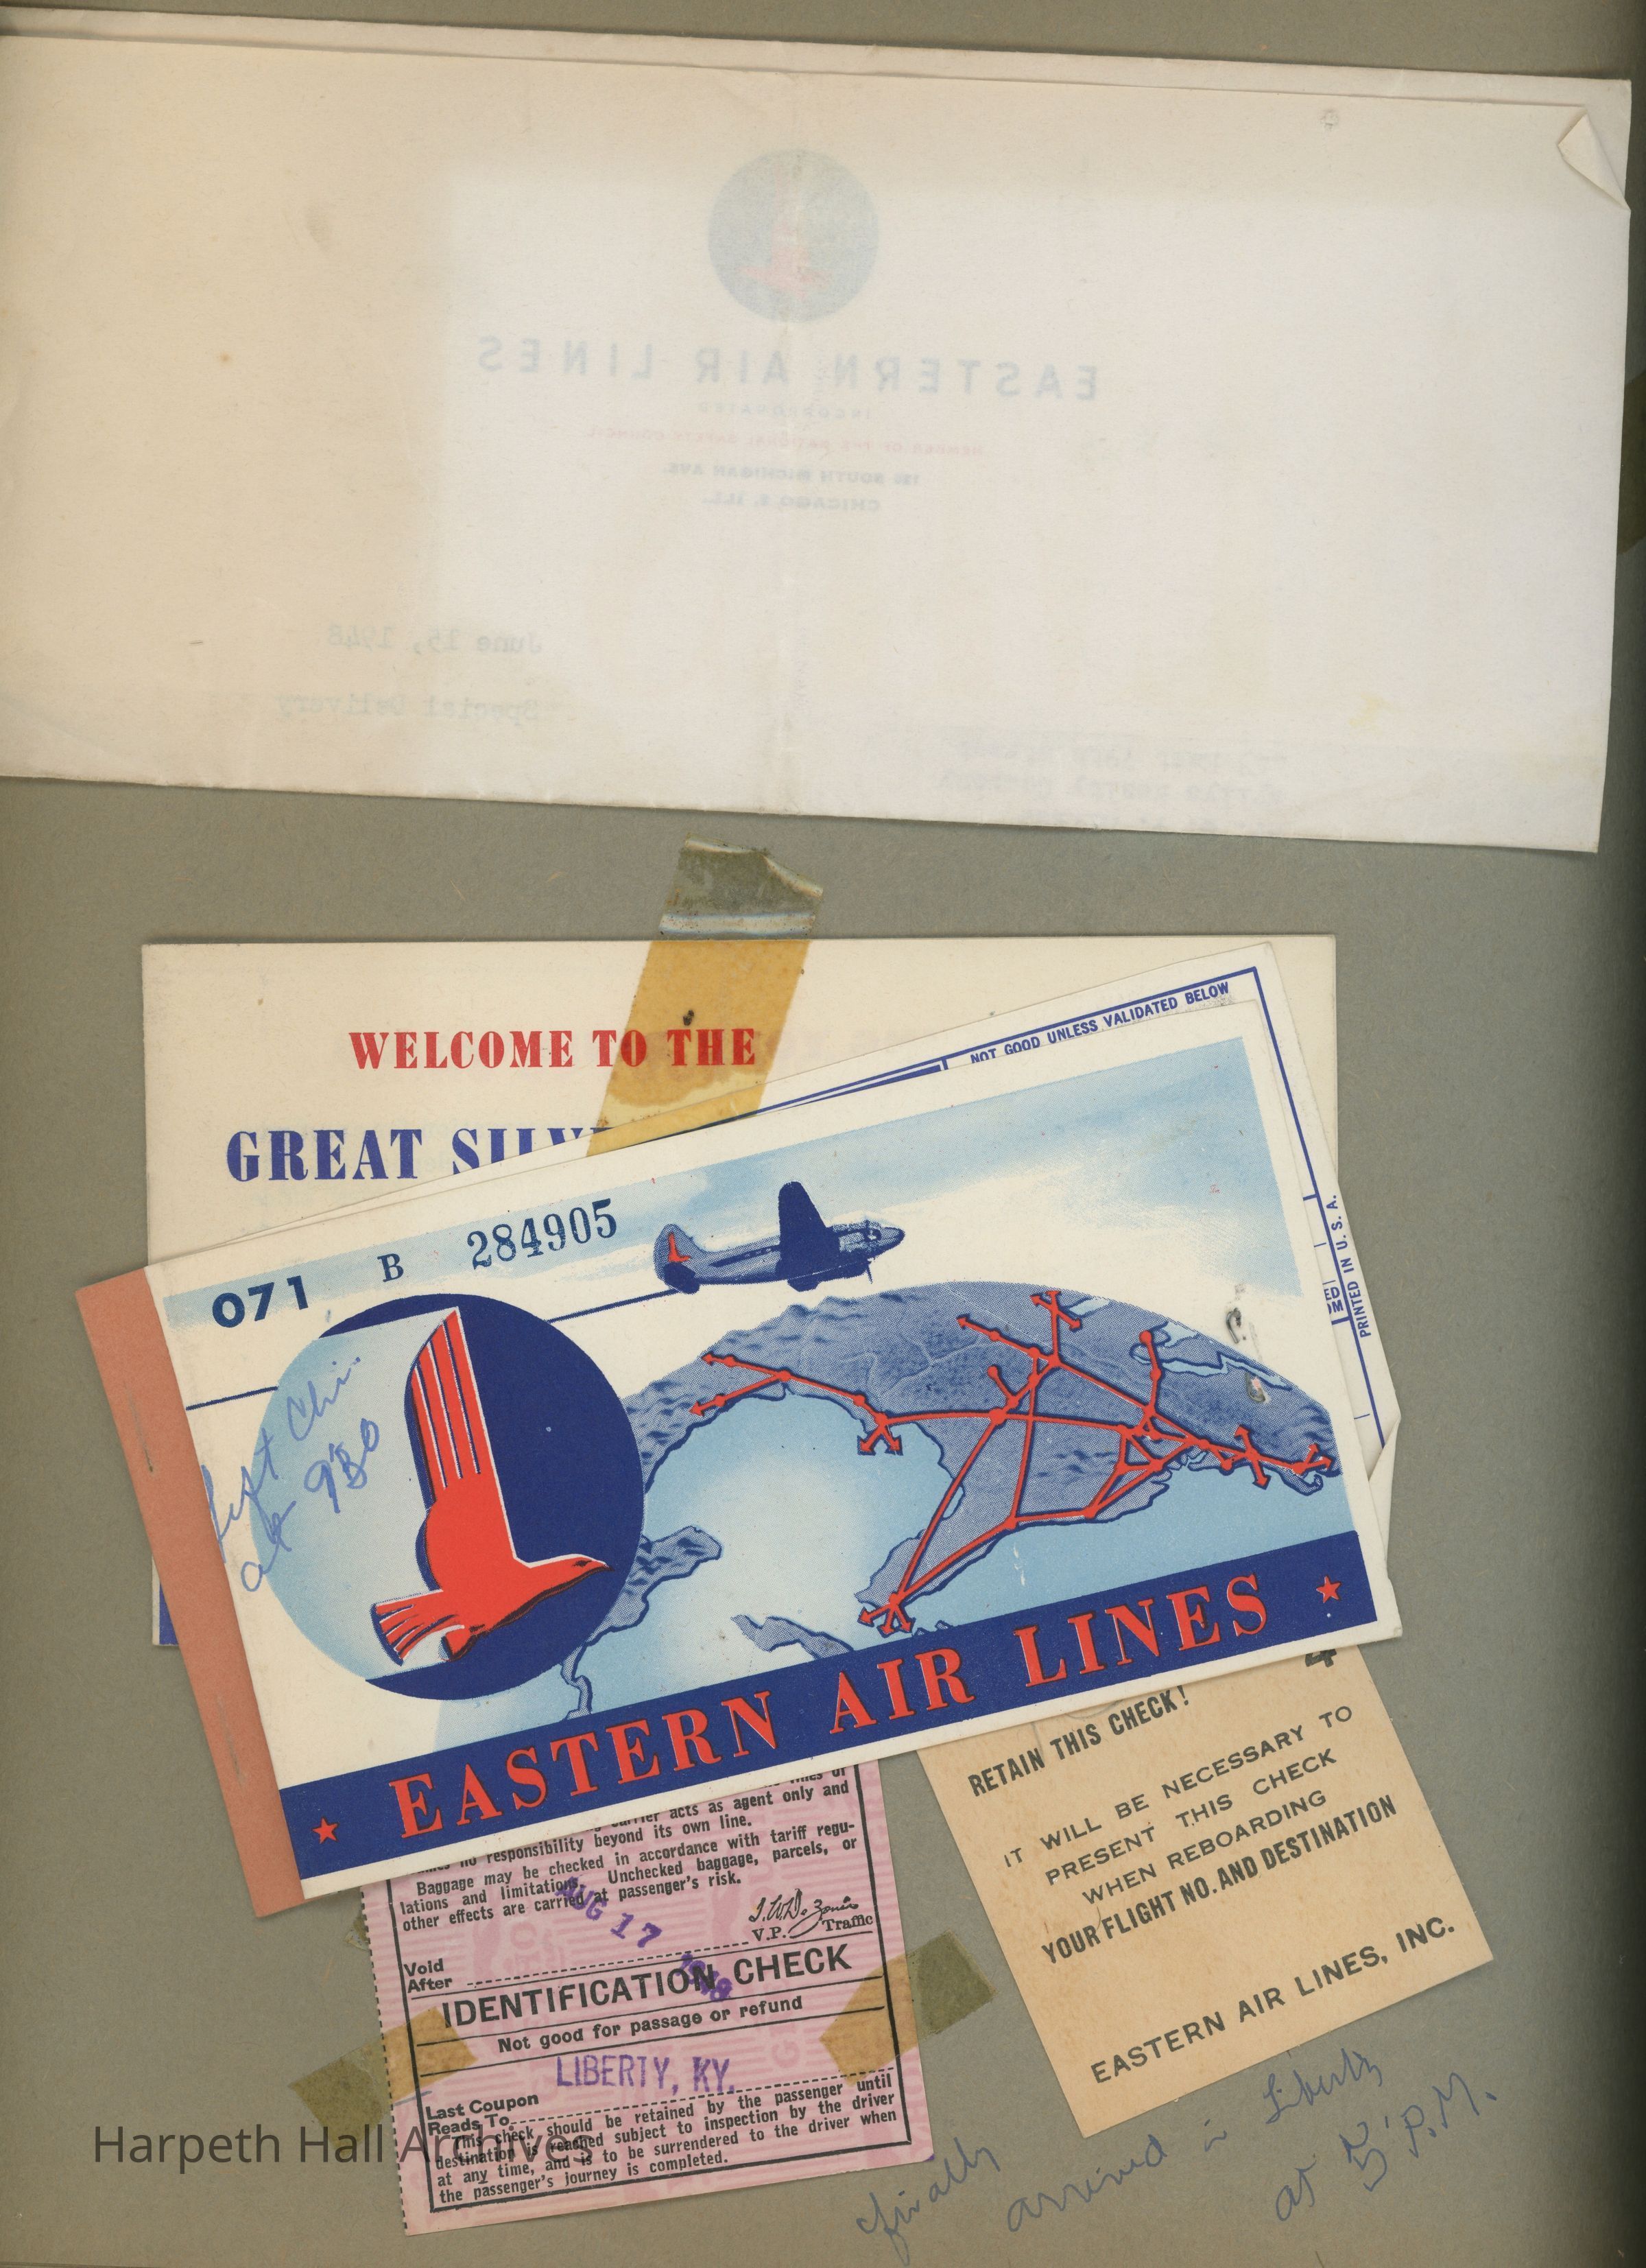 EASTERN AIR LINES
INCORPORATED
MEMBER OF THE NATIONAL SAFETY COUNCIL
SOUTH MICHIGAN AVE.
CHICAGO ILL.
June 15, 1948
Special Delivery
WELCOME TO THE
GREAT
NOT GOOD UNLESS VALIDATED BELOW
071 B 284905
PRINTED IN U. S. A.
Left Chi.
at 9:30
★ EASTERN AIR LINES ★
4
RETAIN THIS CHECK!
IT WILL BE NECESSARY TO
PRESENT THIS CHECK
WHEN REBOARDING
YOUR FLIGHT NO. AND DESTINATION
EASTERN AIR LINES, INC.
acts as agent only and
no responsibility beyond its own line.
Baggage may be checked in accordance with tariff regu-
lations and limitations. Unchecked baggage, parcels, or
other effects are carried at passenger's risk.
AUG 17 1948
V.P. Traffic
Void
After
IDENTIFICATION CHECK
Not good for passage or refund
LIBERTY, KY.
Last Coupon
Reads To
This check should be retained by the passenger until
destination is reached subject to inspection by the driver
at any time, and is to be surrendered to the driver when
the passenger's journey is completed.
finally
arrived in Liberty
at 5 P.M.
Harpeth Hall Archives